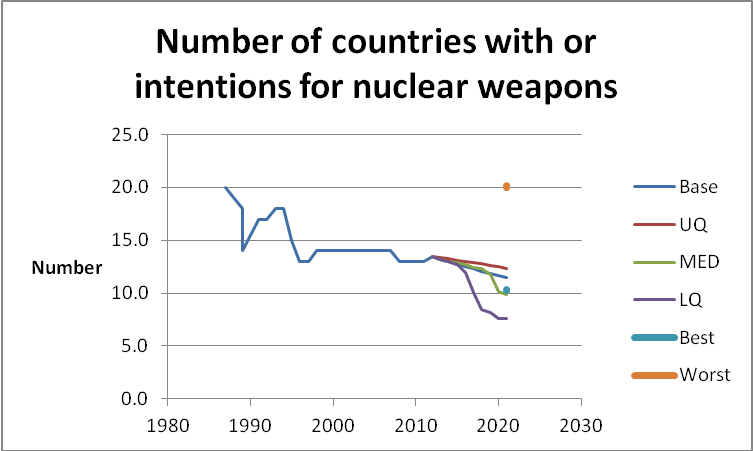 Number of countries with or
intentions for nuclear weapons
25.0
20.0
15.0
10.0
5.0
0.0
Number
1980 1990 2000 2010 2020 2030
Base
UQ
MED
LQ
Best
Worst